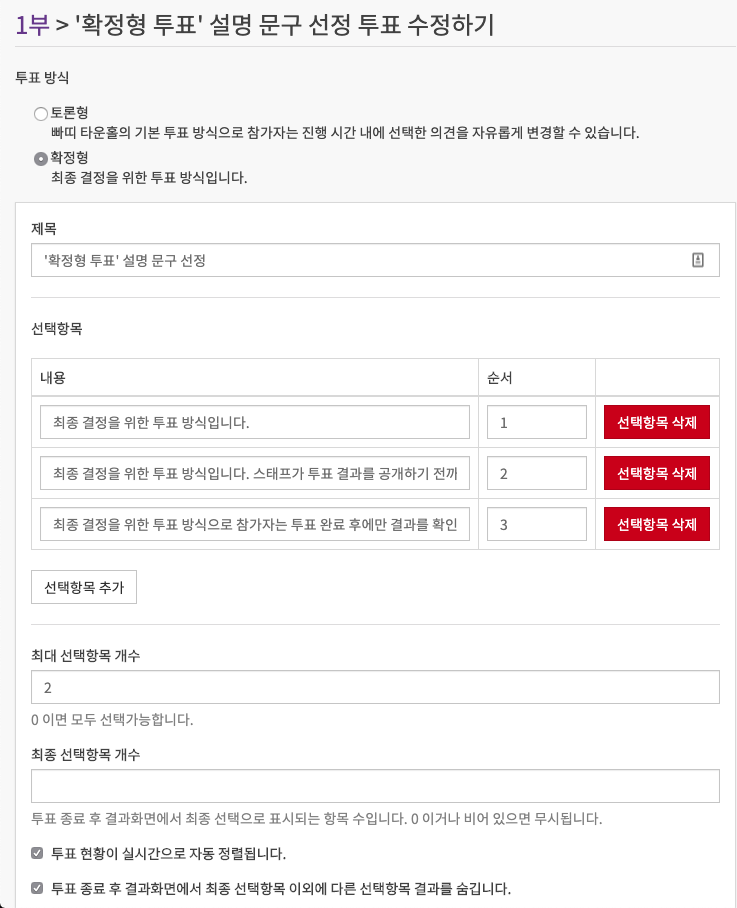 1부 > '확정형 투표' 설명 문구 선정 투표 수정하기
투표 방식
토론형
빠띠 타운홀의 기본 투표 방식으로 참가자는 진행 시간 내에 선택한 의견을 자유롭게 변경할 수 있습니다.
확정형
최종 결정을 위한 투표 방식입니다.
제목
'확정형 투표' 설명 문구 선정
선택항목
내용 순서
최종 결정을 위한 투표 방식입니다. 1 선택항목 삭제
최종 결정을 위한 투표 방식입니다. 스태프가 투표 결과를 공개하기 전까 2 선택항목 삭제
최종 결정을 위한 투표 방식으로 참가자는 투표 완료 후에만 결과를 확인 3 선택항목 삭제
선택항목 추가
최대 선택항목 개수
2
0 이면 모두 선택가능합니다.
최종 선택항목 개수
투표 종료 후 결과화면에서 최종 선택으로 표시되는 항목 수입니다. 0 이거나 비어 있으면 무시됩니다.
투표 현황이 실시간으로 자동 정렬됩니다.
투표 종료 후 결과화면에서 최종 선택항목 이외에 다른 선택항목 결과를 숨깁니다.